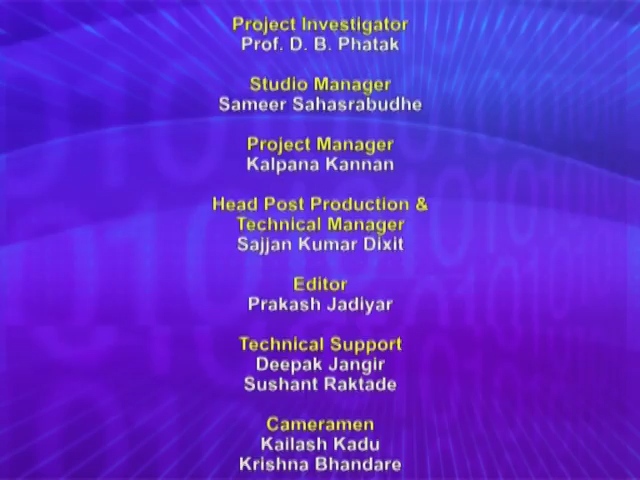 Project Investigator
Prof. D. B. Phatak
Studio Manager
Sameer Sahasrabudhe
Project Manager
Kalpana Kannan
Head Post Production &
Technical Manager
Sajjan Kumar Dixit
Editor
Prakash Jadiyar
Technical Support
Deepak Jangir
Sushant Raktade
Cameramen
Kailash Kadu
Krishna Bhandare